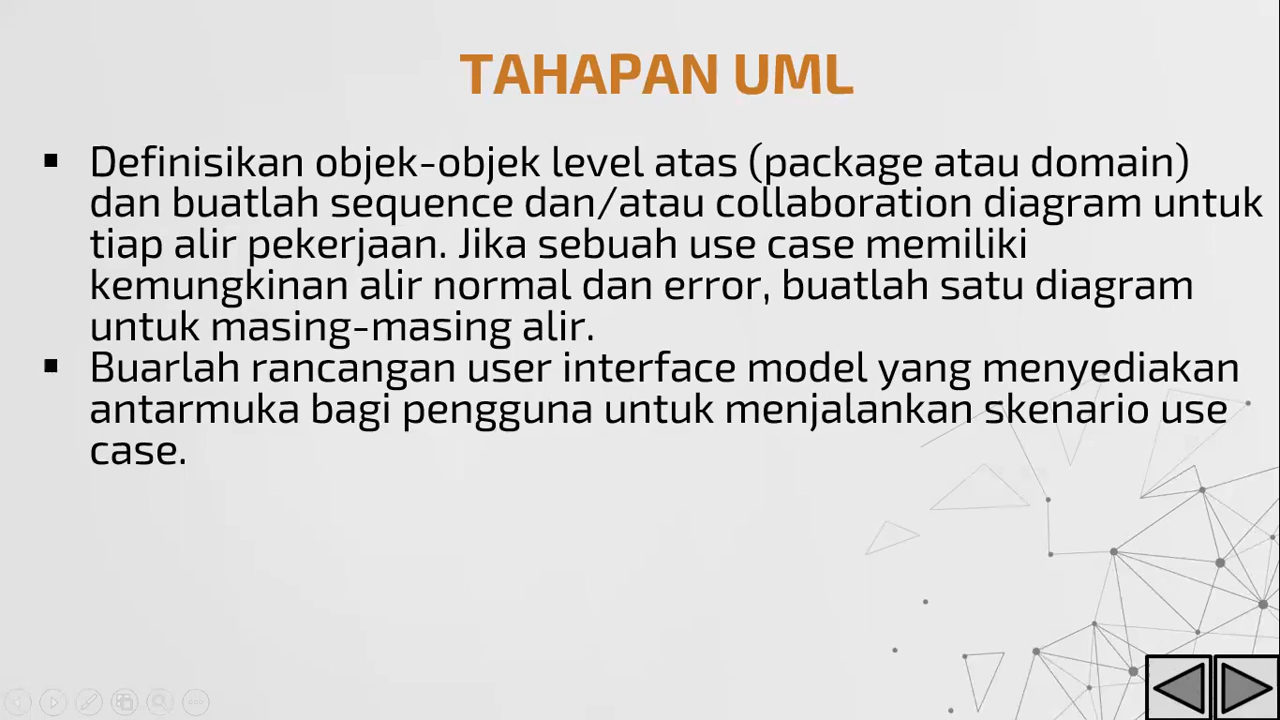 TAHAPAN UML
▪ Definisikan objek-objek level atas (package atau domain)
dan buatlah sequence dan/atau collaboration diagram untuk
tiap alir pekerjaan. Jika sebuah use case memiliki
kemungkinan alir normal dan error, buatlah satu diagram
untuk masing-masing alir.
▪ Buarlah rancangan user interface model yang menyediakan
antarmuka bagi pengguna untuk menjalankan skenario use
case.